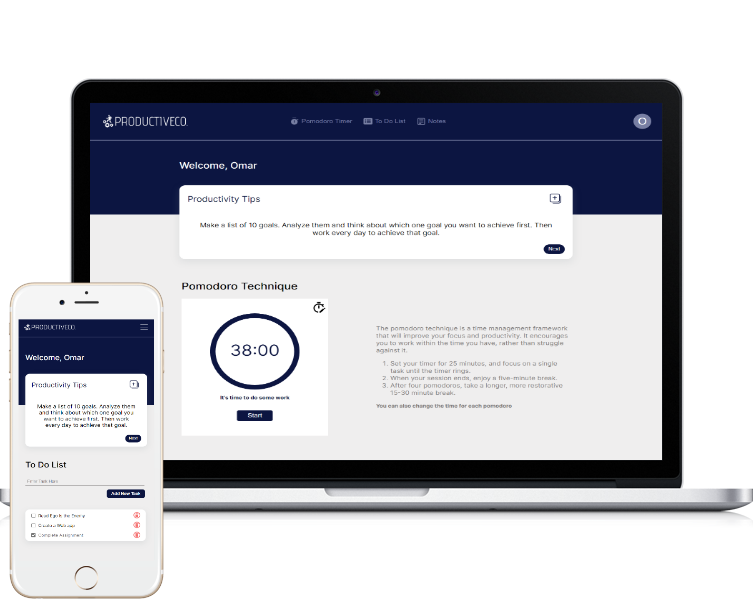 PRODUCTIVECO.
Pomodoro Timer
To Do List
Notes
O
Welcome, Omar
Productivity Tips
Make a list of 10 goals. Analyze them and think about which one goal you want to achieve first. Then
work every day to achieve that goal.
Next
Pomodoro Technique
38:00
It's time to do some work
Start
The pomodoro technique is a time management framework
that will improve your focus and productivity. It encourages
you to work within the time you have, rather than struggle
against it.
1. Set your timer for 25 minutes, and focus on a single
task until the timer rings.
2. When your session ends, enjoy a five-minute break.
3. After four pomodoros, take a longer, more restorative
15-30 minute break.
You can also change the time for each pomodoro
PRODUCTIVECO.
Welcome, Omar
Productivity Tips
Make a list of 10 goals. Analyze them
and think about which one goal you
want to achieve first. Then work
every day to achieve that goal.
Next
To Do List
Enter Task Here
Add New Task
Read Ego Is the Enemy
Create a Web app
Complete Assignment